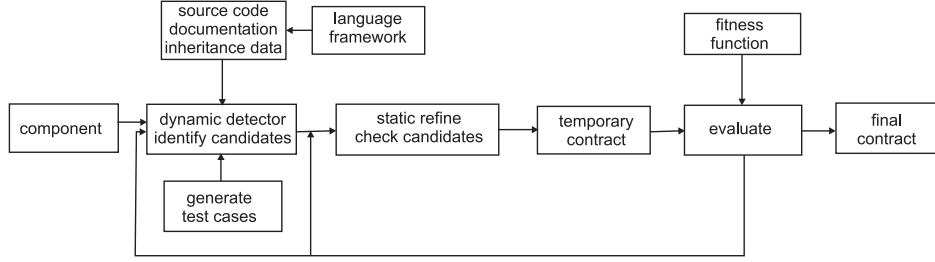 source code
documentation
inheritance data
language
framework
fitness
function
component
dynamic detector
identify candidates
static refine
check candidates
temporary
contract
evaluate
final
contract
generate
test cases